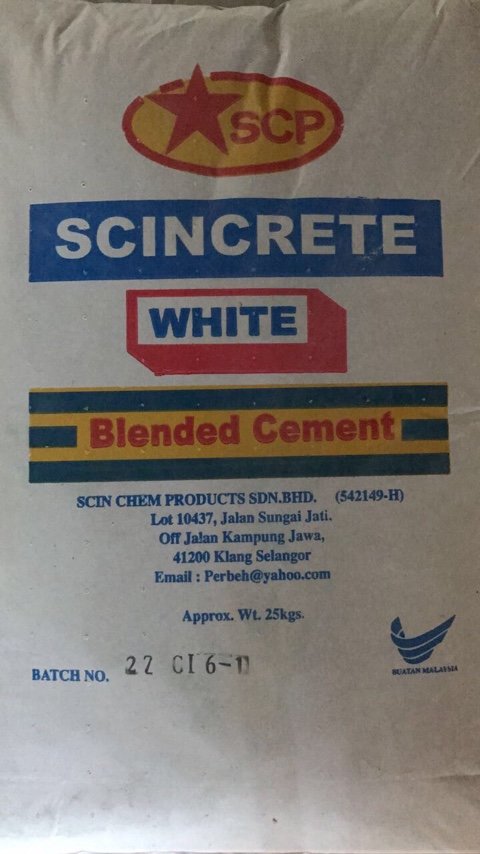 SCP
SCINCRETE
WHITE
Blended Cement
SCIN CHEM PRODUCTS SDN.BHD. (542149-H)
Lot 10437, Jalan Sungai Jati.
Off Jalan Kampung Jawa,
41200 Klang Selangor
Email : Perbeh@yahoo.com
Approx. Wt. 25kgs.
BUATAN MALAYSIA
BATCH NO. 22